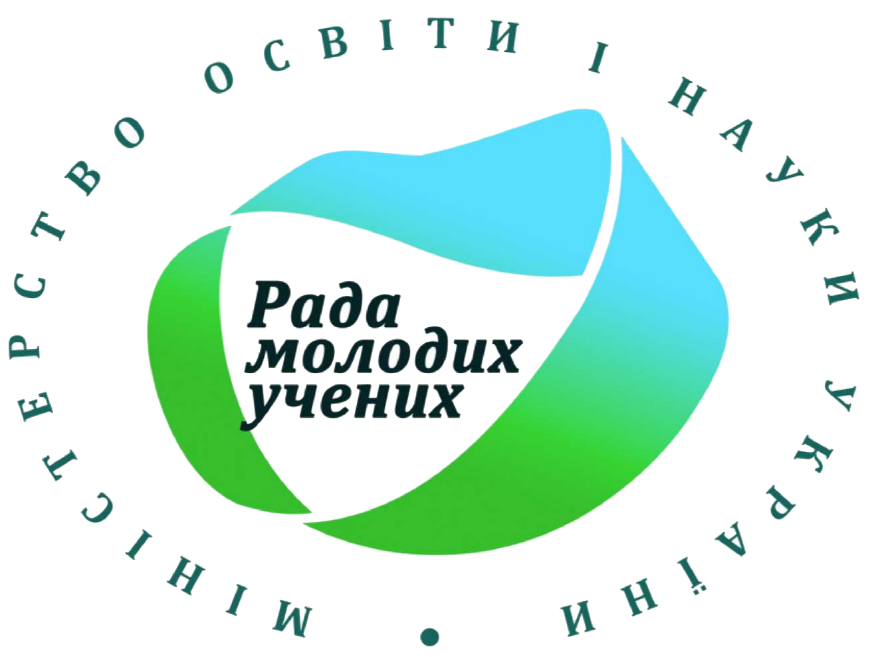 МІНІСТЕРСТВО ОСВІТИ І НАУКИ УКРАЇНИ
Рада
молодих
учених